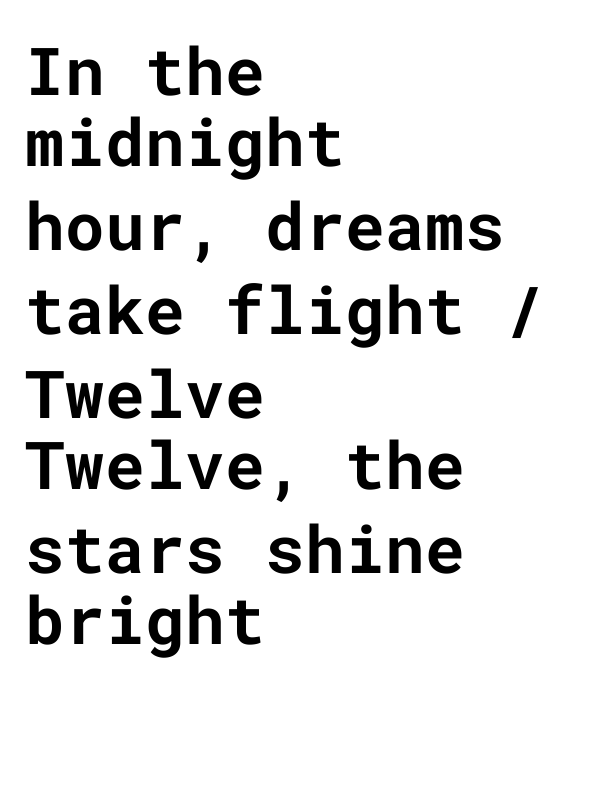 In the
midnight
hour, dreams
take flight /
Twelve
Twelve, the
stars shine
bright